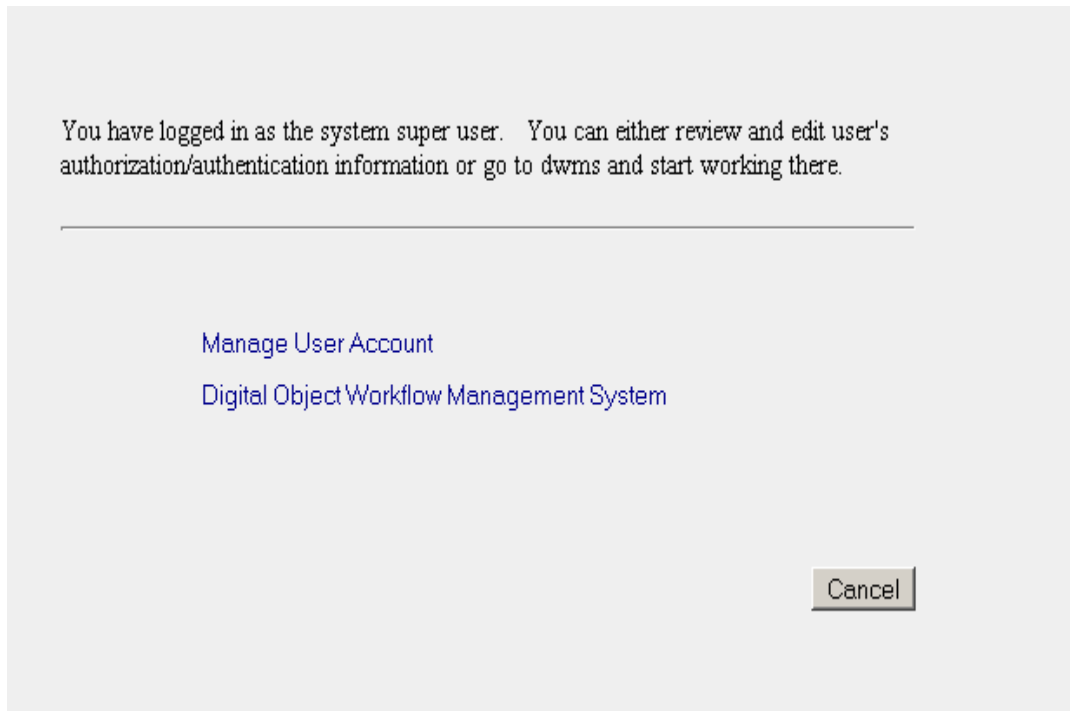 You have logged in as the system super user. You can either review and edit user's
authorization/authentication information or go to dwms and start working there.
Manage User Account
Digital Object Workflow Management System
Cancel